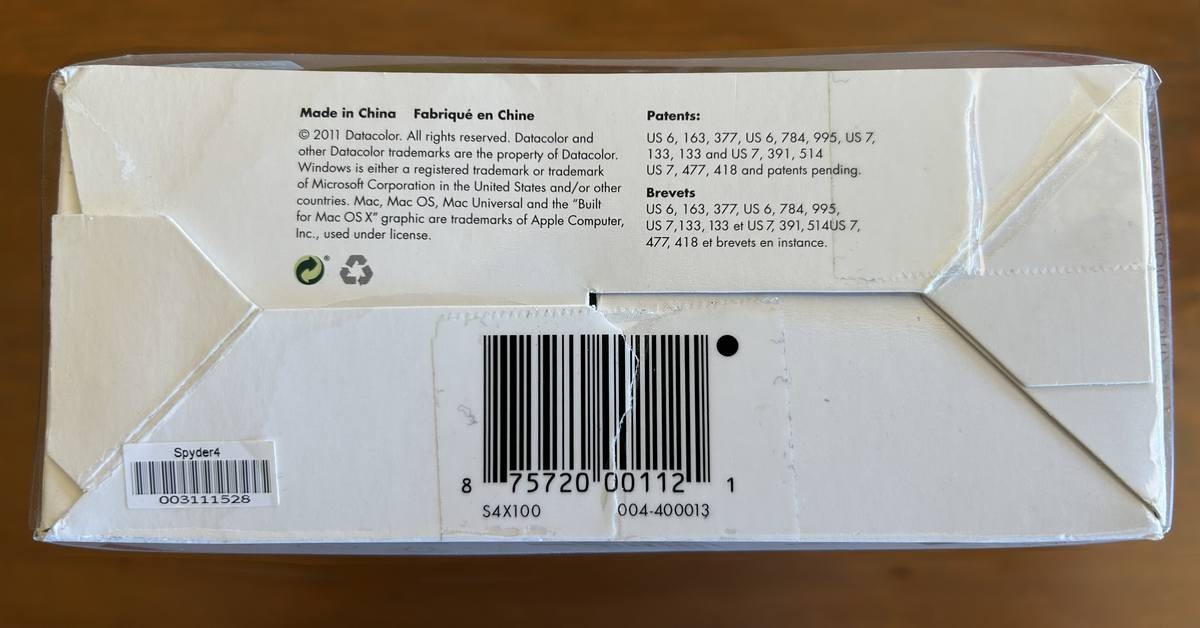 Made in China Fabriqué en Chine
© 2011 Datacolor. All rights reserved. Datacolor and
other Datacolor trademarks are the property of Datacolor.
Windows is either a registered trademark or trademark
of Microsoft Corporation in the United States and/or other
countries. Mac, Mac OS, Mac Universal and the “Built
for Mac OS X” graphic are trademarks of Apple Computer,
Inc., used under license.
Patents:
US 6, 163, 377, US 6, 784, 995, US 7,
133, 133 and US 7, 391, 514
US 7, 477, 418 and patents pending.
Brevets
US 6, 163, 377, US 6, 784, 995,
US 7,133, 133 et US 7, 391, 514US 7,
477, 418 et brevets en instance.
®
8 75720 00112 1
S4X100 004-400013
Spyder4
003111528